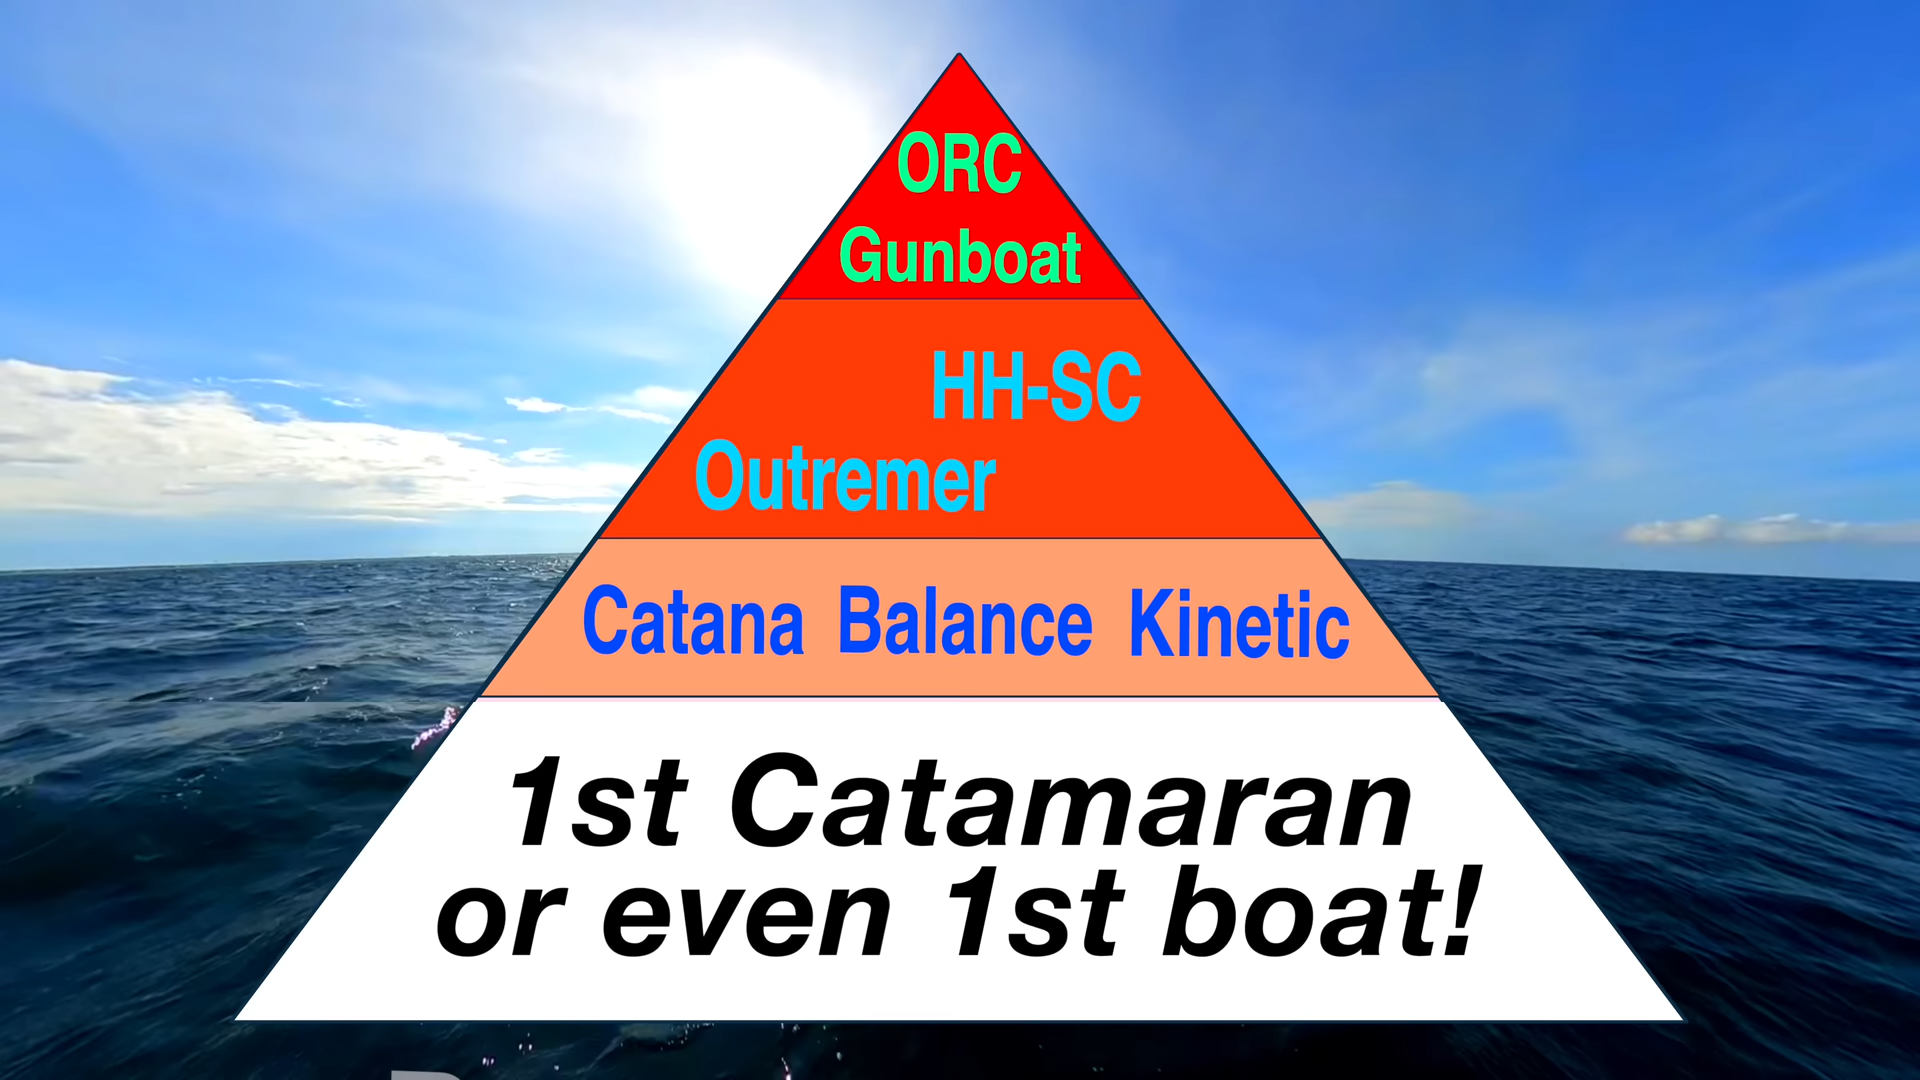 ORC
Gunboat
HH-SC
Outremer
Catana Balance Kinetic
1st Catamaran
or even 1st boat!